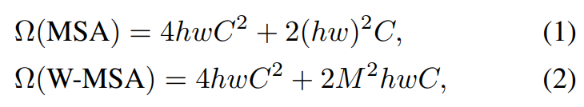 Ω(MSA) = 4hwC² + 2(hw)²C, (1)
Ω(W-MSA) = 4hwC² + 2M²hwC, (2)